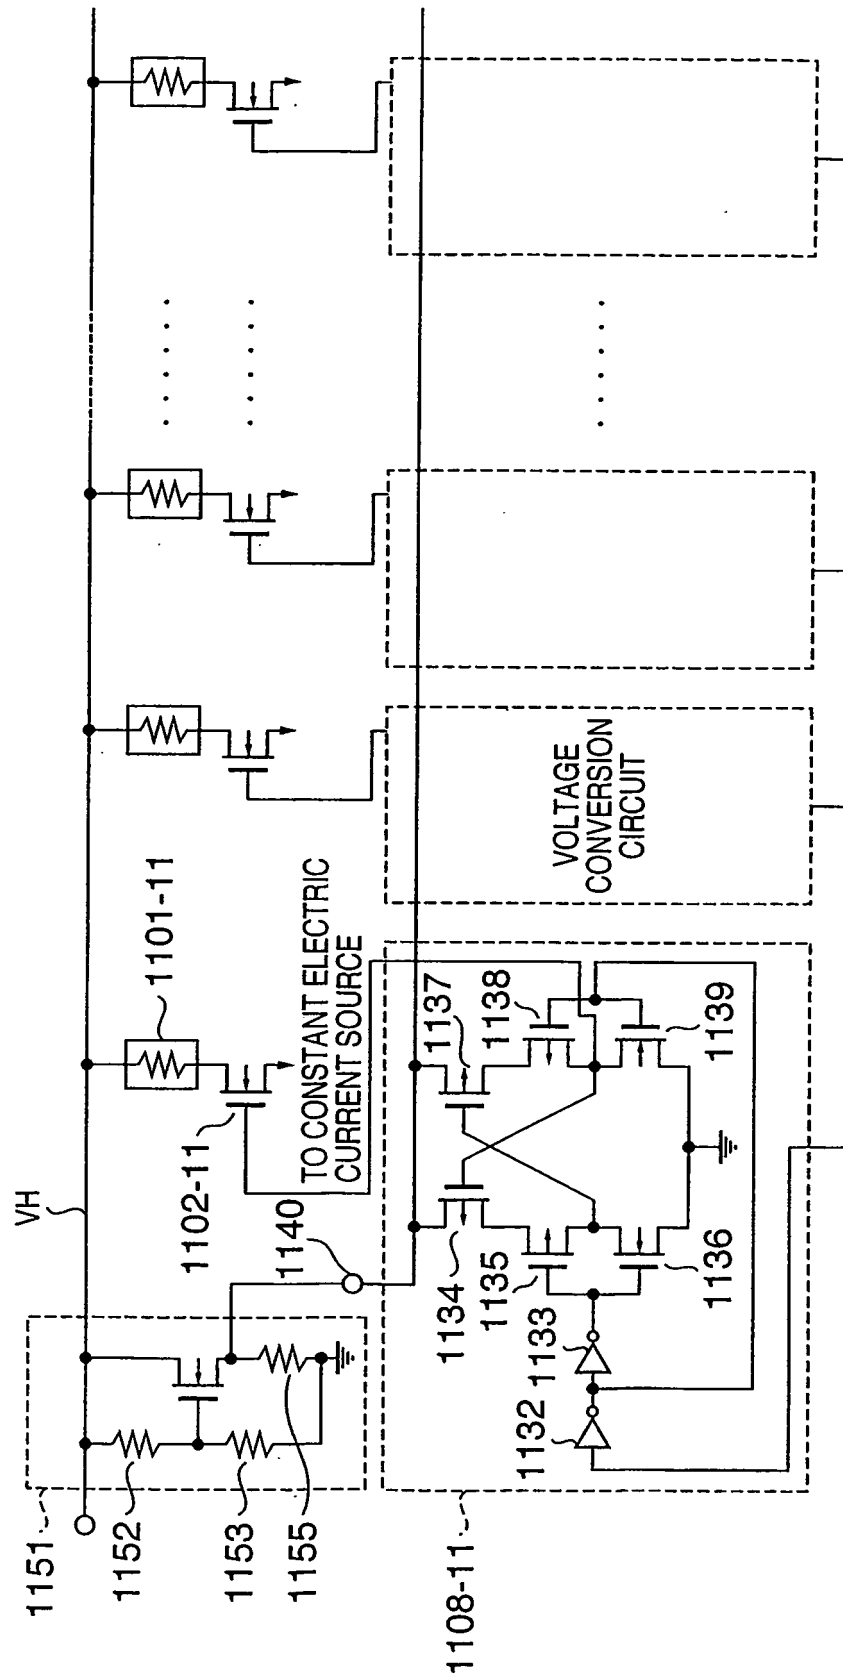 VH
1151
1152
1153
1155
1140
1102-11
1101-11
TO CONSTANT ELECTRIC
CURRENT SOURCE
1108-11
1132
1133
1134
1135
1136
1137
1138
1139
VOLTAGE
CONVERSION
CIRCUIT